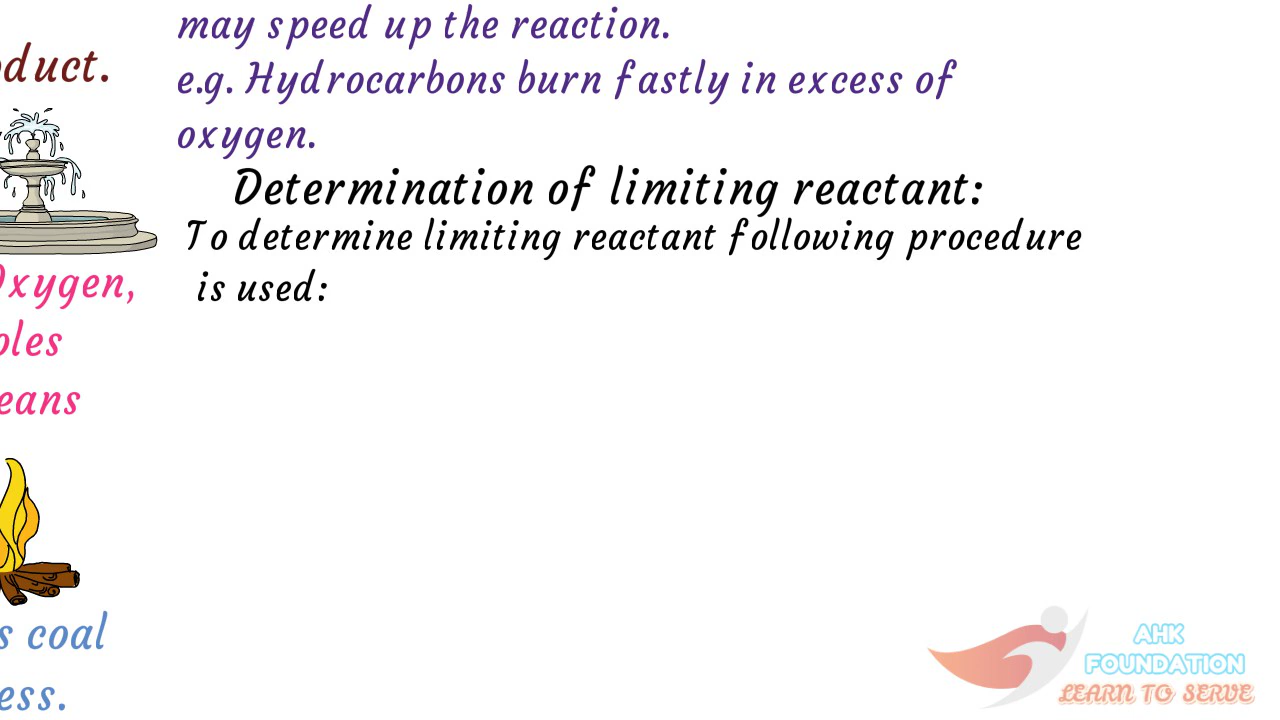 may speed up the reaction.
e.g. Hydrocarbons burn fastly in excess of
oxygen.
Determination of limiting reactant:
To determine limiting reactant following procedure
is used:
oduct.
Oxygen,
oles
eans
s coal
ess.
AHK
FOUNDATION
LEARN TO SERVE